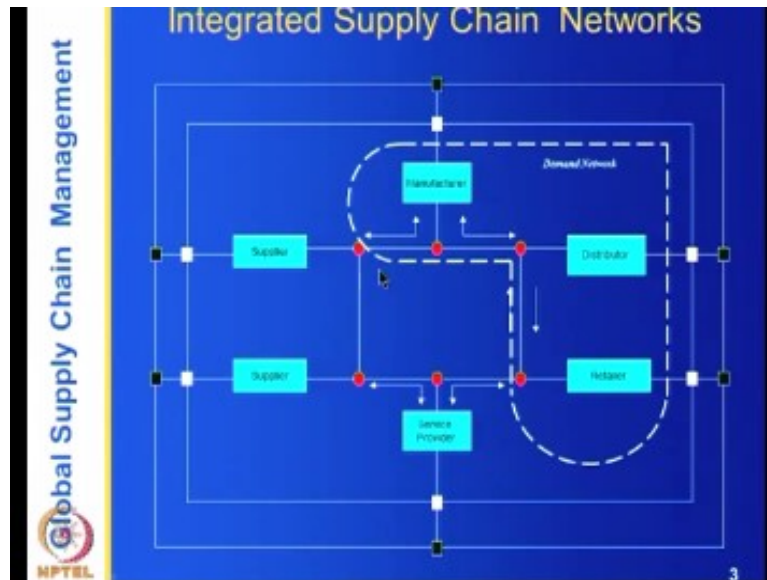 Integrated Supply Chain Networks
Global Supply Chain Management
Demand Network
Manufacturer
Supplier
Distributor
Supplier
Retailer
Service
Provider
NPTEL
3